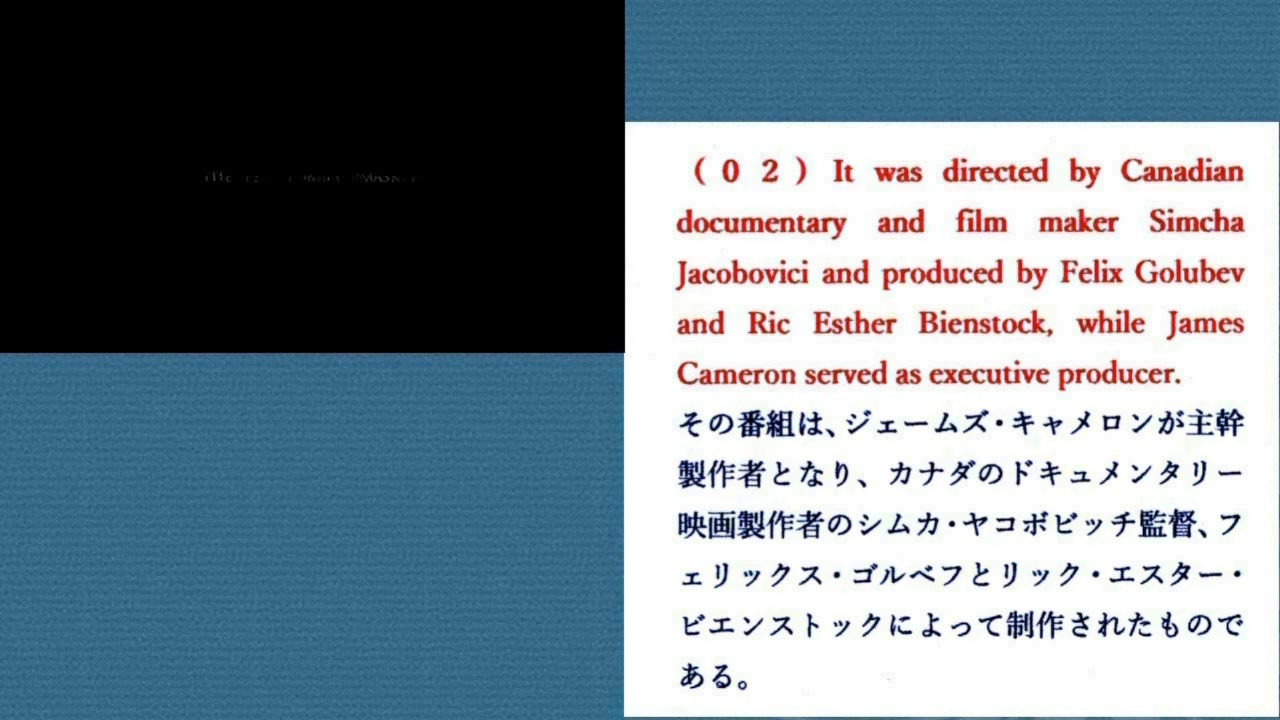 (02) It was directed by Canadian
documentary and film maker Simcha
Jacobovici and produced by Felix Golubev
and Ric Esther Bienstock, while James
Cameron served as executive producer.
その番組は、ジェームズ・キャメロンが主幹
製作者となり、カナダのドキュメンタリー
映画製作者のシムカ・ヤコボビッチ監督、フ
ェリックス・ゴルベフとリック・エスター・
ビエンストックによって制作されたもので
ある。